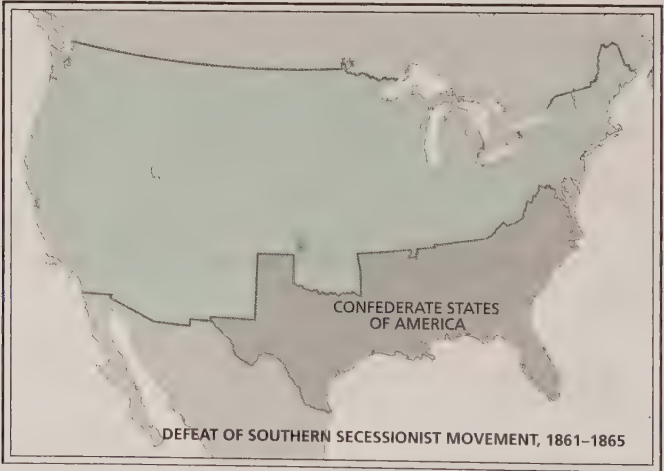 CONFEDERATE STATES
OF AMERICA
DEFEAT OF SOUTHERN SECESSIONIST MOVEMENT, 1861–1865